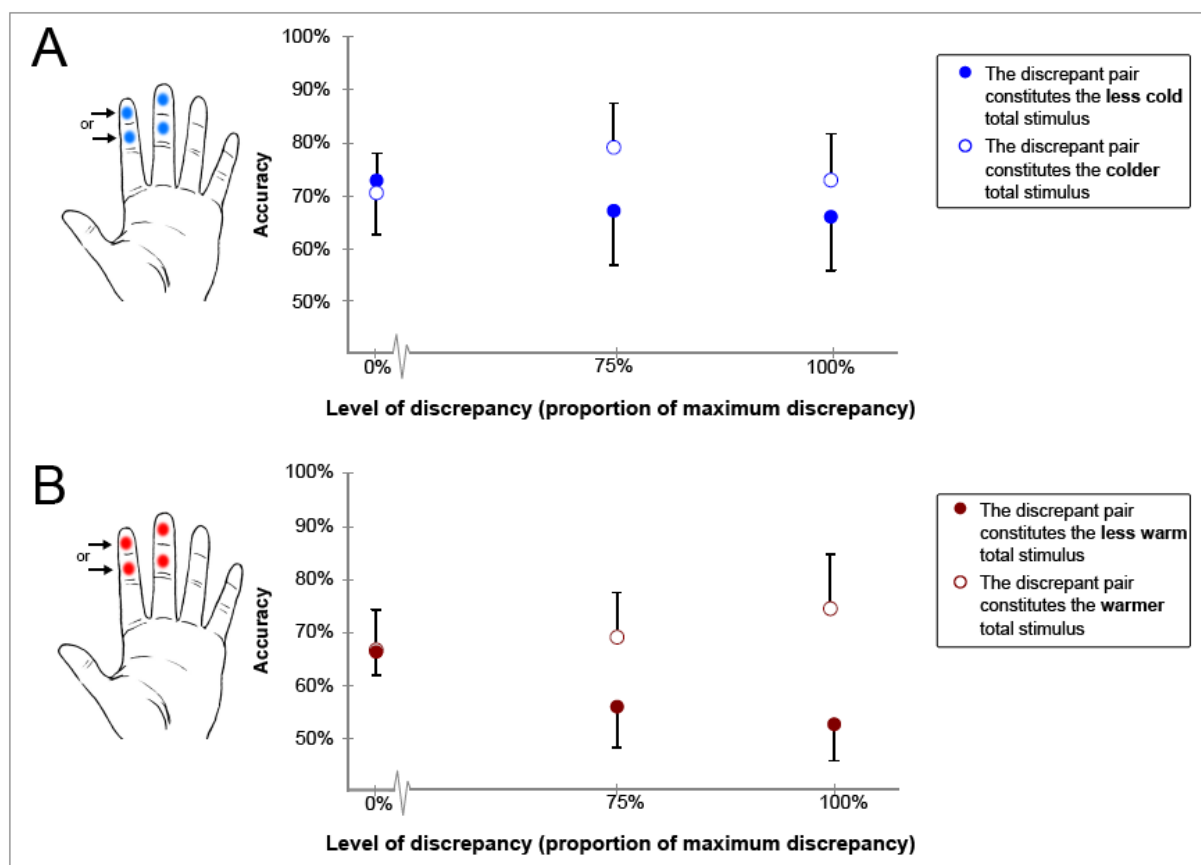 A
or
Accuracy
100%
90%
80%
70%
60%
50%
0%
75%
100%
Level of discrepancy (proportion of maximum discrepancy)
The discrepant pair
constitutes the less cold
total stimulus
The discrepant pair
constitutes the colder
total stimulus
B
or
Accuracy
100%
90%
80%
70%
60%
50%
0%
75%
100%
Level of discrepancy (proportion of maximum discrepancy)
The discrepant pair
constitutes the less warm
total stimulus
The discrepant pair
constitutes the warmer
total stimulus